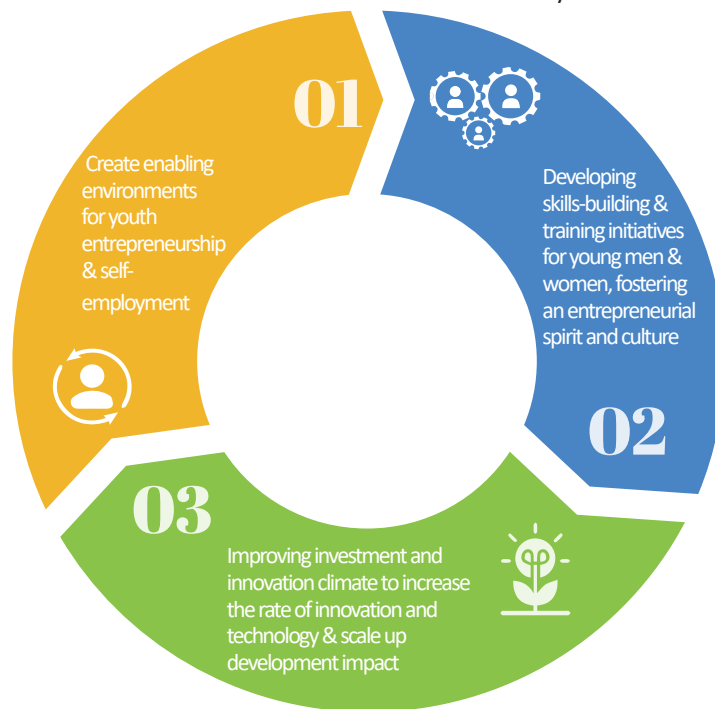 01
Create enabling
environments
for youth
entrepreneurship
& self-
employment
Developing
skills-building &
training initiatives
for young men &
women, fostering
an entrepreneurial
spirit and culture
02
03
Improving investment and
innovation climate to increase
the rate of innovation and
technology & scale up
development impact